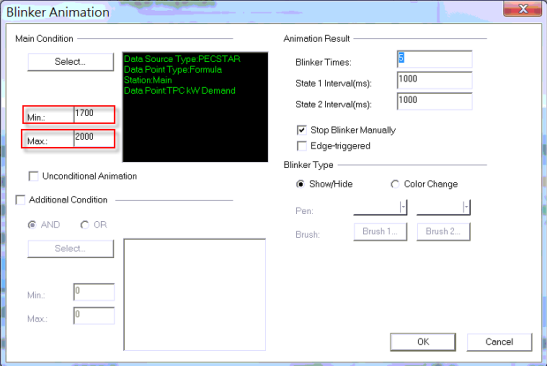 Blinker Animation
Main Condition
Select..
Data Source Type:PECSTAR
Data Point Type:Formula
Station:Main
Data Point:TPC kW Demand
Min.: 1700
Max.: 2000
Unconditional Animation
Additional Condition
AND OR
Select..
Min.: 0
Max.: 0
Animation Result
Blinker Times: 5
State 1 Interval(ms): 1000
State 2 Interval(ms): 1000
Stop Blinker Manually
Edge-triggered
Blinker Type
Show/Hide Color Change
Pen:
Brush: Brush 1... Brush 2...
OK Cancel